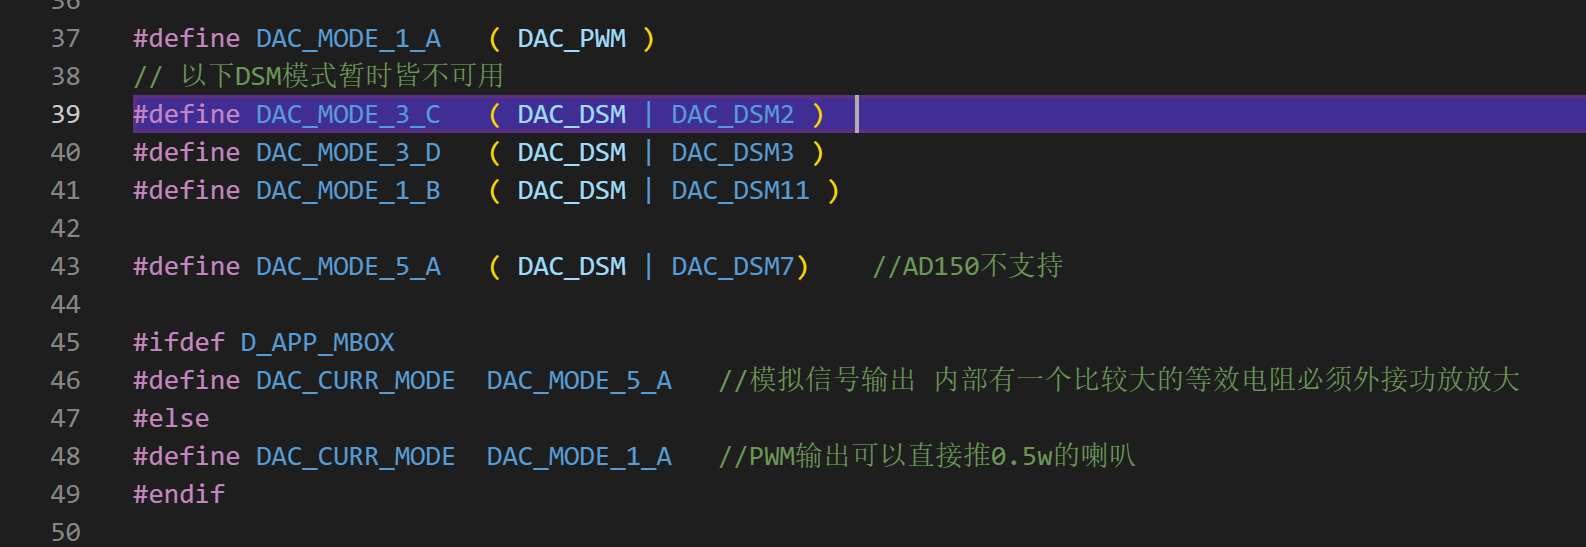 36
37 #define DAC_MODE_1_A ( DAC_PWM )
38 // 以下DSM模式暂时皆不可用
39 #define DAC_MODE_3_C ( DAC_DSM | DAC_DSM2 )
40 #define DAC_MODE_3_D ( DAC_DSM | DAC_DSM3 )
41 #define DAC_MODE_1_B ( DAC_DSM | DAC_DSM11 )
42
43 #define DAC_MODE_5_A ( DAC_DSM | DAC_DSM7) //AD150不支持
44
45 #ifdef D_APP_MBOX
46 #define DAC_CURR_MODE DAC_MODE_5_A //模拟信号输出 内部有一个比较大的等效电阻必须外接功放放大
47 #else
48 #define DAC_CURR_MODE DAC_MODE_1_A //PWM输出可以直接推0.5w的喇叭
49 #endif
50